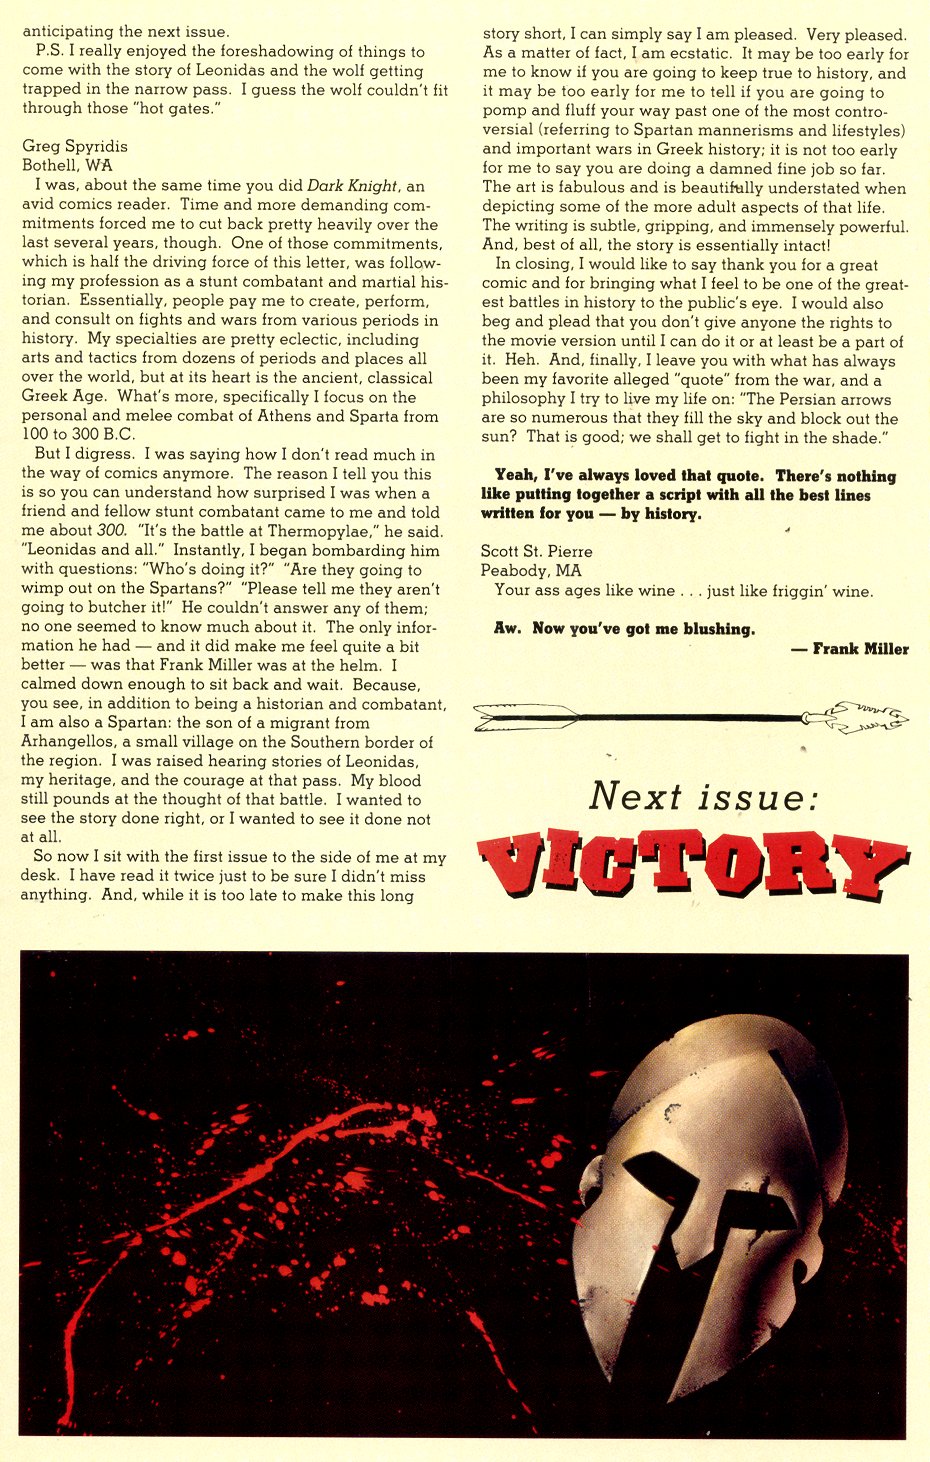 anticipating the next issue.
P.S. I really enjoyed the foreshadowing of things to
come with the story of Leonidas and the wolf getting
trapped in the narrow pass. I guess the wolf couldn't fit
through those "hot gates."
Greg Spyridis
Bothell, WA
I was, about the same time you did Dark Knight, an
avid comics reader. Time and more demanding com-
mitments forced me to cut back pretty heavily over the
last several years, though. One of those commitments,
which is half the driving force of this letter, was follow-
ing my profession as a stunt combatant and martial his-
torian. Essentially, people pay me to create, perform,
and consult on fights and wars from various periods in
history. My specialties are pretty eclectic, including
arts and tactics from dozens of periods and places all
over the world, but at its heart is the ancient, classical
Greek Age. What's more, specifically I focus on the
personal and melee combat of Athens and Sparta from
100 to 300 B.C.
But I digress. I was saying how I don't read much in
the way of comics anymore. The reason I tell you this
is so you can understand how surprised I was when a
friend and fellow stunt combatant came to me and told
me about 300. "It's the battle at Thermopylae," he said.
"Leonidas and all." Instantly, I began bombarding him
with questions: "Who's doing it?" "Are they going to
wimp out on the Spartans?" "Please tell me they aren't
going to butcher it!" He couldn't answer any of them;
no one seemed to know much about it. The only infor-
mation he had — and it did make me feel quite a bit
better — was that Frank Miller was at the helm. I
calmed down enough to sit back and wait. Because,
you see, in addition to being a historian and combatant,
I am also a Spartan: the son of a migrant from
Arhangellos, a small village on the Southern border of
the region. I was raised hearing stories of Leonidas,
my heritage, and the courage at that pass. My blood
still pounds at the thought of that battle. I wanted to
see the story done right, or I wanted to see it done not
at all.
So now I sit with the first issue to the side of me at my
desk. I have read it twice just to be sure I didn't miss
anything. And, while it is too late to make this long
story short, I can simply say I am pleased. Very pleased.
As a matter of fact, I am ecstatic. It may be too early for
me to know if you are going to keep true to history, and
it may be too early for me to tell if you are going to
pomp and fluff your way past one of the most contro-
versial (referring to Spartan mannerisms and lifestyles)
and important wars in Greek history; it is not too early
for me to say you are doing a damned fine job so far.
The art is fabulous and is beautifully understated when
depicting some of the more adult aspects of that life.
The writing is subtle, gripping, and immensely powerful.
And, best of all, the story is essentially intact!
In closing, I would like to say thank you for a great
comic and for bringing what I feel to be one of the great-
est battles in history to the public's eye. I would also
beg and plead that you don't give anyone the rights to
the movie version until I can do it or at least be a part of
it. Heh. And, finally, I leave you with what has always
been my favorite alleged "quote" from the war, and a
philosophy I try to live my life on: "The Persian arrows
are so numerous that they fill the sky and block out the
sun? That is good; we shall get to fight in the shade."
Yeah, I've always loved that quote. There's nothing
like putting together a script with all the best lines
written for you — by history.
Scott St. Pierre
Peabody, MA
Your ass ages like wine . . . just like friggin' wine.
Aw. Now you've got me blushing.
— Frank Miller
Next issue:
VICTORY